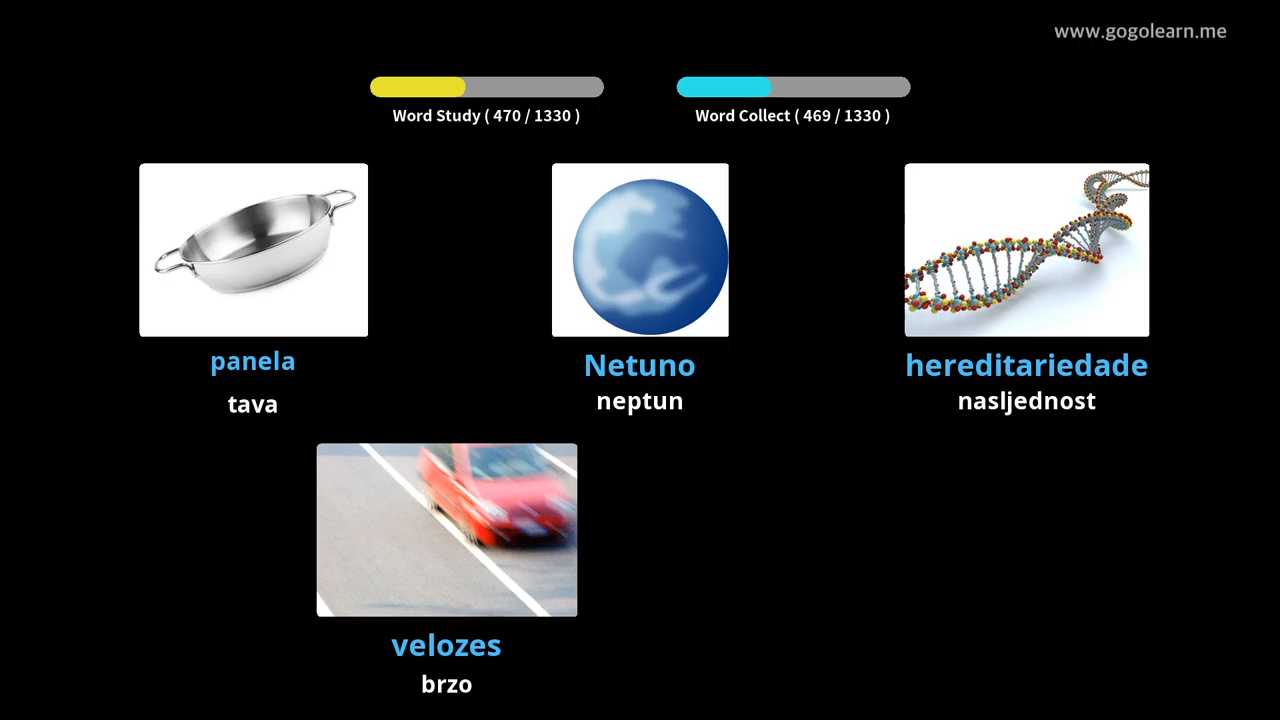 www.gogolearn.me
Word Study ( 470 / 1330 )
Word Collect ( 469 / 1330 )
panela
tava
Netuno
neptun
hereditariedade
nasljednost
velozes
brzo